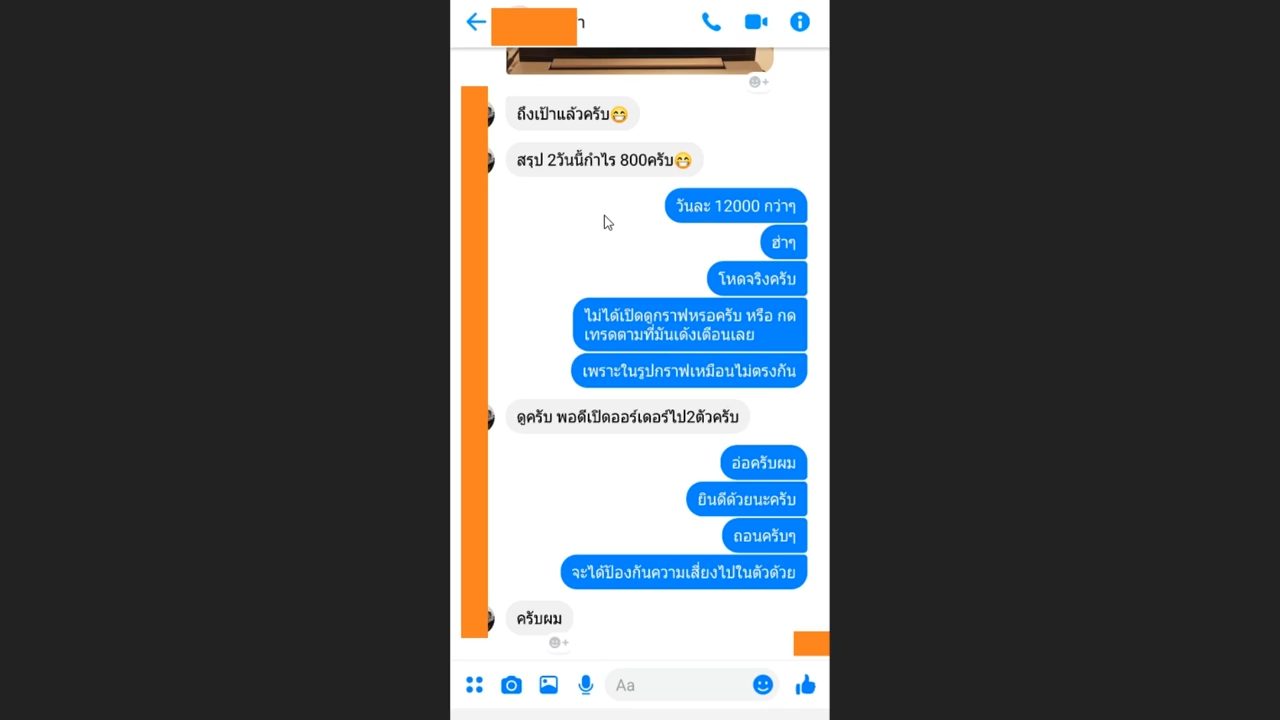 า
ถึงเป้าแล้วครับ😁
สรุป 2วันนี้กำไร 800ครับ😁
วันละ 12000 กว่าๆ
ฮ่าๆ
โหดจริงครับ
ไม่ได้เปิดดูกราฟหรอครับ หรือ กด
เทรดตามที่มันเด้งเตือนเลย
เพราะในรูปกราฟเหมือนไม่ตรงกัน
ดูครับ พอดีเปิดออร์เดอร์ไป2ตัวครับ
อ่อครับผม
ยินดีด้วยนะครับ
ถอนครับๆ
จะได้ป้องกันความเสี่ยงไปในตัวด้วย
ครับผม
Aa